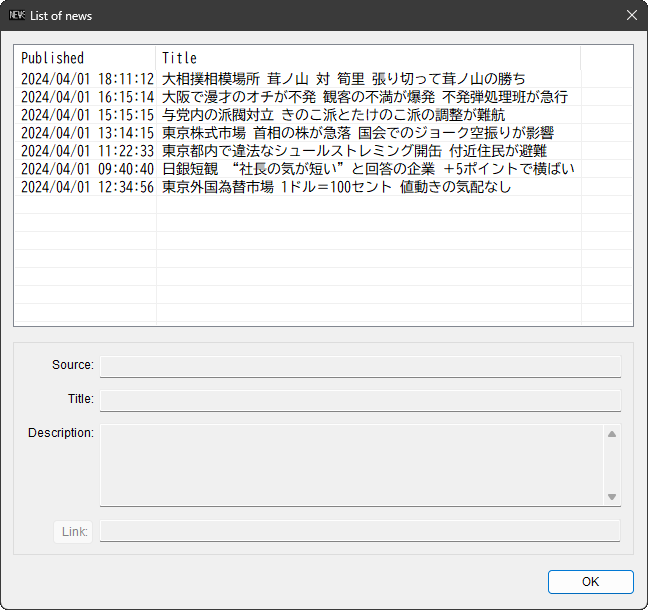 NEWS List of news
Published Title
2024/04/01 18:11:12 大相撲相模場所 茸ノ山 対 筍里 張り切って茸ノ山の勝ち
2024/04/01 16:15:14 大阪で漫才のオチが不発 観客の不満が爆発 不発弾処理班が急行
2024/04/01 15:15:15 与党内の派閥対立 きのこ派とたけのこ派の調整が難航
2024/04/01 13:14:15 東京株式市場 首相の株が急落 国会でのジョーク空振りが影響
2024/04/01 11:22:33 東京都内で違法なシュールストレミング開缶 付近住民が避難
2024/04/01 09:40:40 日銀短観 “社長の気が短い”と回答の企業 +5ポイントで横ばい
2024/04/01 12:34:56 東京外国為替市場 1ドル=100セント 値動きの気配なし
Source:
Title:
Description:
Link:
OK